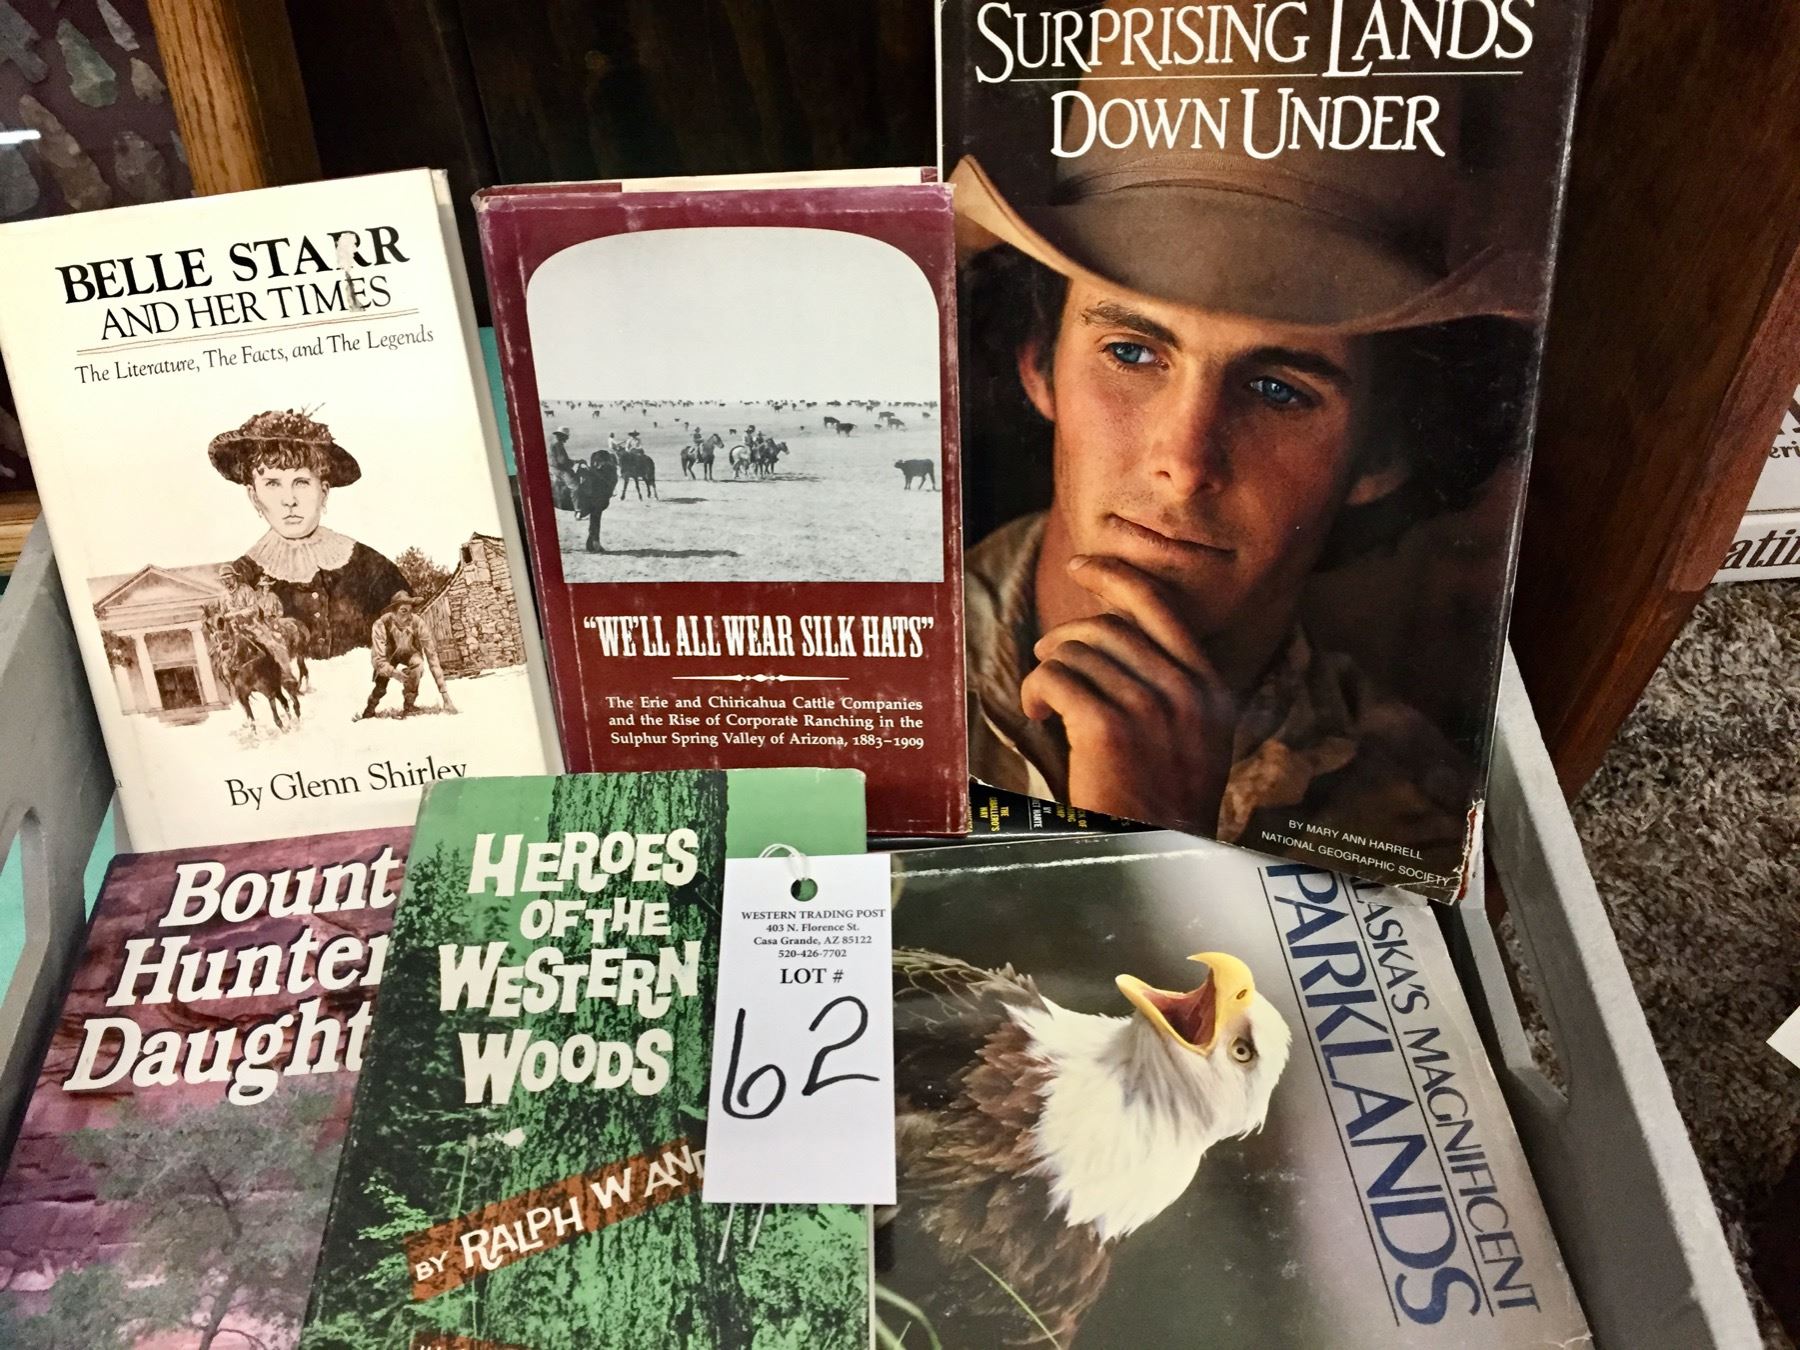 BELLE STARR
AND HER TIMES
The Literature, The Facts, and The Legends
By Glenn Shirley
"WE'LL ALL WEAR SILK HATS"
The Erie and Chiricahua Cattle Companies
and the Rise of Corporate Ranching in the
Sulphur Spring Valley of Arizona, 1883–1909
SURPRISING LANDS
DOWN UNDER
BY MARY ANN HARRELL
NATIONAL GEOGRAPHIC SOCIETY
Bount
Hunter
Daught
HEROES
OF THE
WESTERN
WOODS
BY RALPH W AND
WESTERN TRADING POST
403 N. Florence St.
Casa Grande, AZ 85122
520-426-7702
LOT #
62
ASKA'S MAGNIFICENT
PARKLANDS
THE
HAT
BY